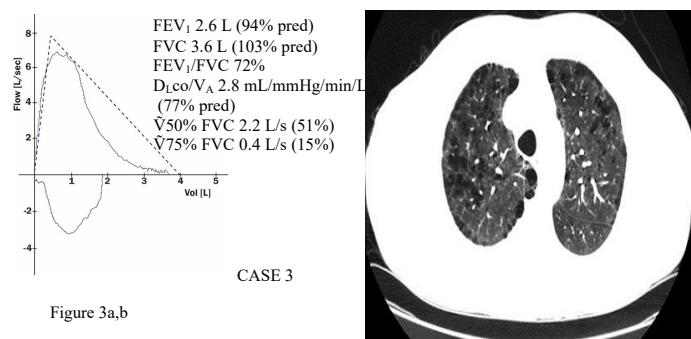 FEV₁ 2.6 L (94% pred)
FVC 3.6 L (103% pred)
FEV₁/FVC 72%
DLco/VA 2.8 mL/mmHg/min/L
(77% pred)
Ṽ50% FVC 2.2 L/s (51%)
Ṽ75% FVC 0.4 L/s (15%)
Flow [L/sec]
8
6
4
2
-2
-4
1 2 3 4 5
Vol [L]
CASE 3
Figure 3a,b